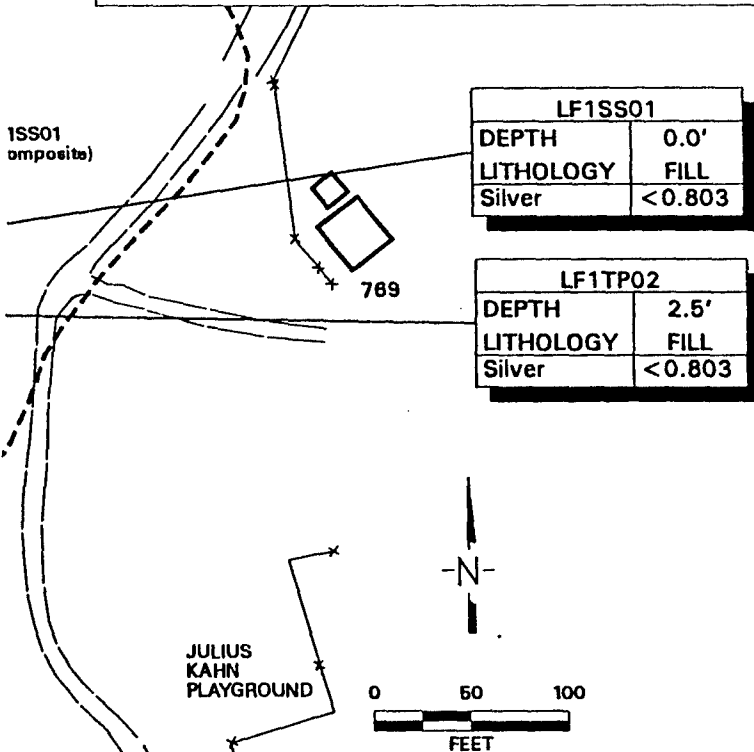 1SS01
omposite)
LF1SS01
DEPTH 0.0'
LITHOLOGY FILL
Silver <0.803
LF1TP02
DEPTH 2.5'
LITHOLOGY FILL
Silver <0.803
769
-N-
JULIUS
KAHN
PLAYGROUND
0 50 100
FEET